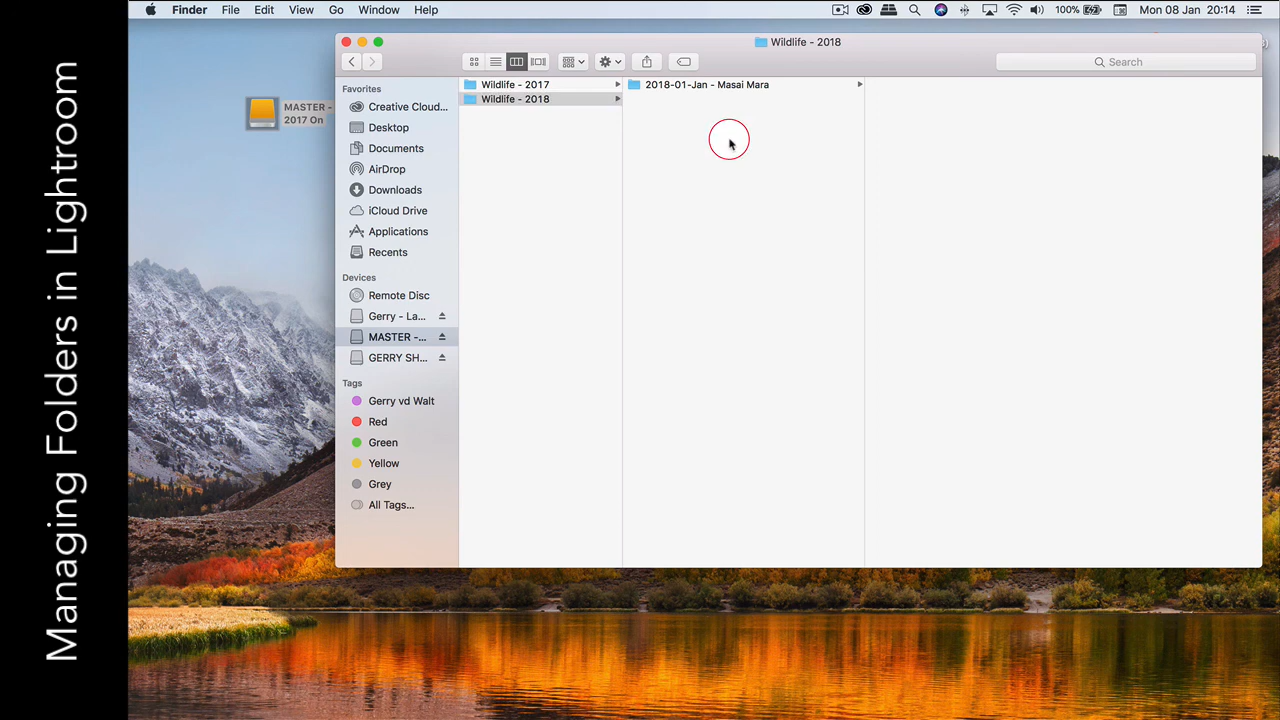 Managing Folders in Lightroom
Finder File Edit View Go Window Help
100% Mon 08 Jan 20:14
MASTER -
2017 On
Wildlife - 2018
Search
Favorites
Creative Cloud...
Desktop
Documents
AirDrop
Downloads
iCloud Drive
Applications
Recents
Devices
Remote Disc
Gerry - La...
MASTER -...
GERRY SH...
Tags
Gerry vd Walt
Red
Green
Yellow
Grey
All Tags...
Wildlife - 2017
Wildlife - 2018
2018-01-Jan - Masai Mara